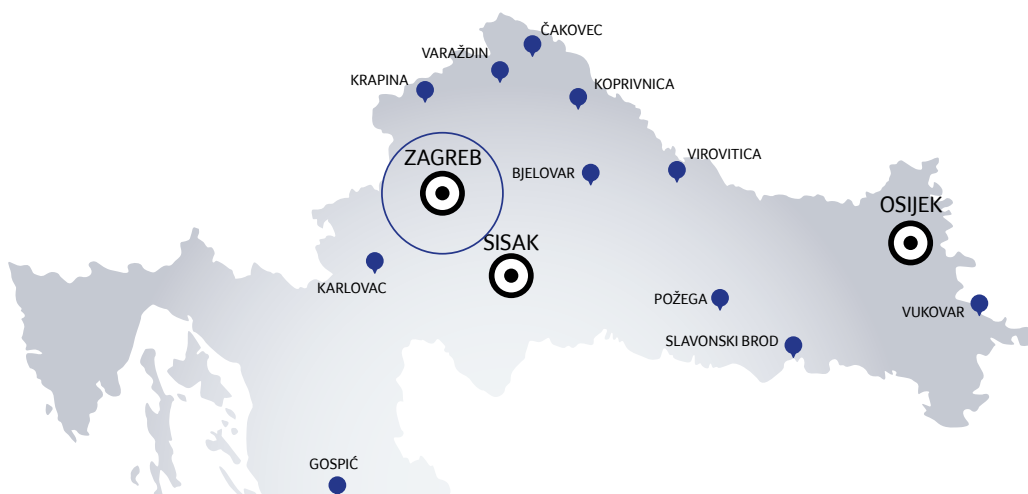 ČAKOVEC
VARAŽDIN
KRAPINA
KOPRIVNICA
ZAGREB
VIROVITICA
BJELOVAR
OSIJEK
SISAK
KARLOVAC
POŽEGA
VUKOVAR
SLAVONSKI BROD
GOSPIĆ